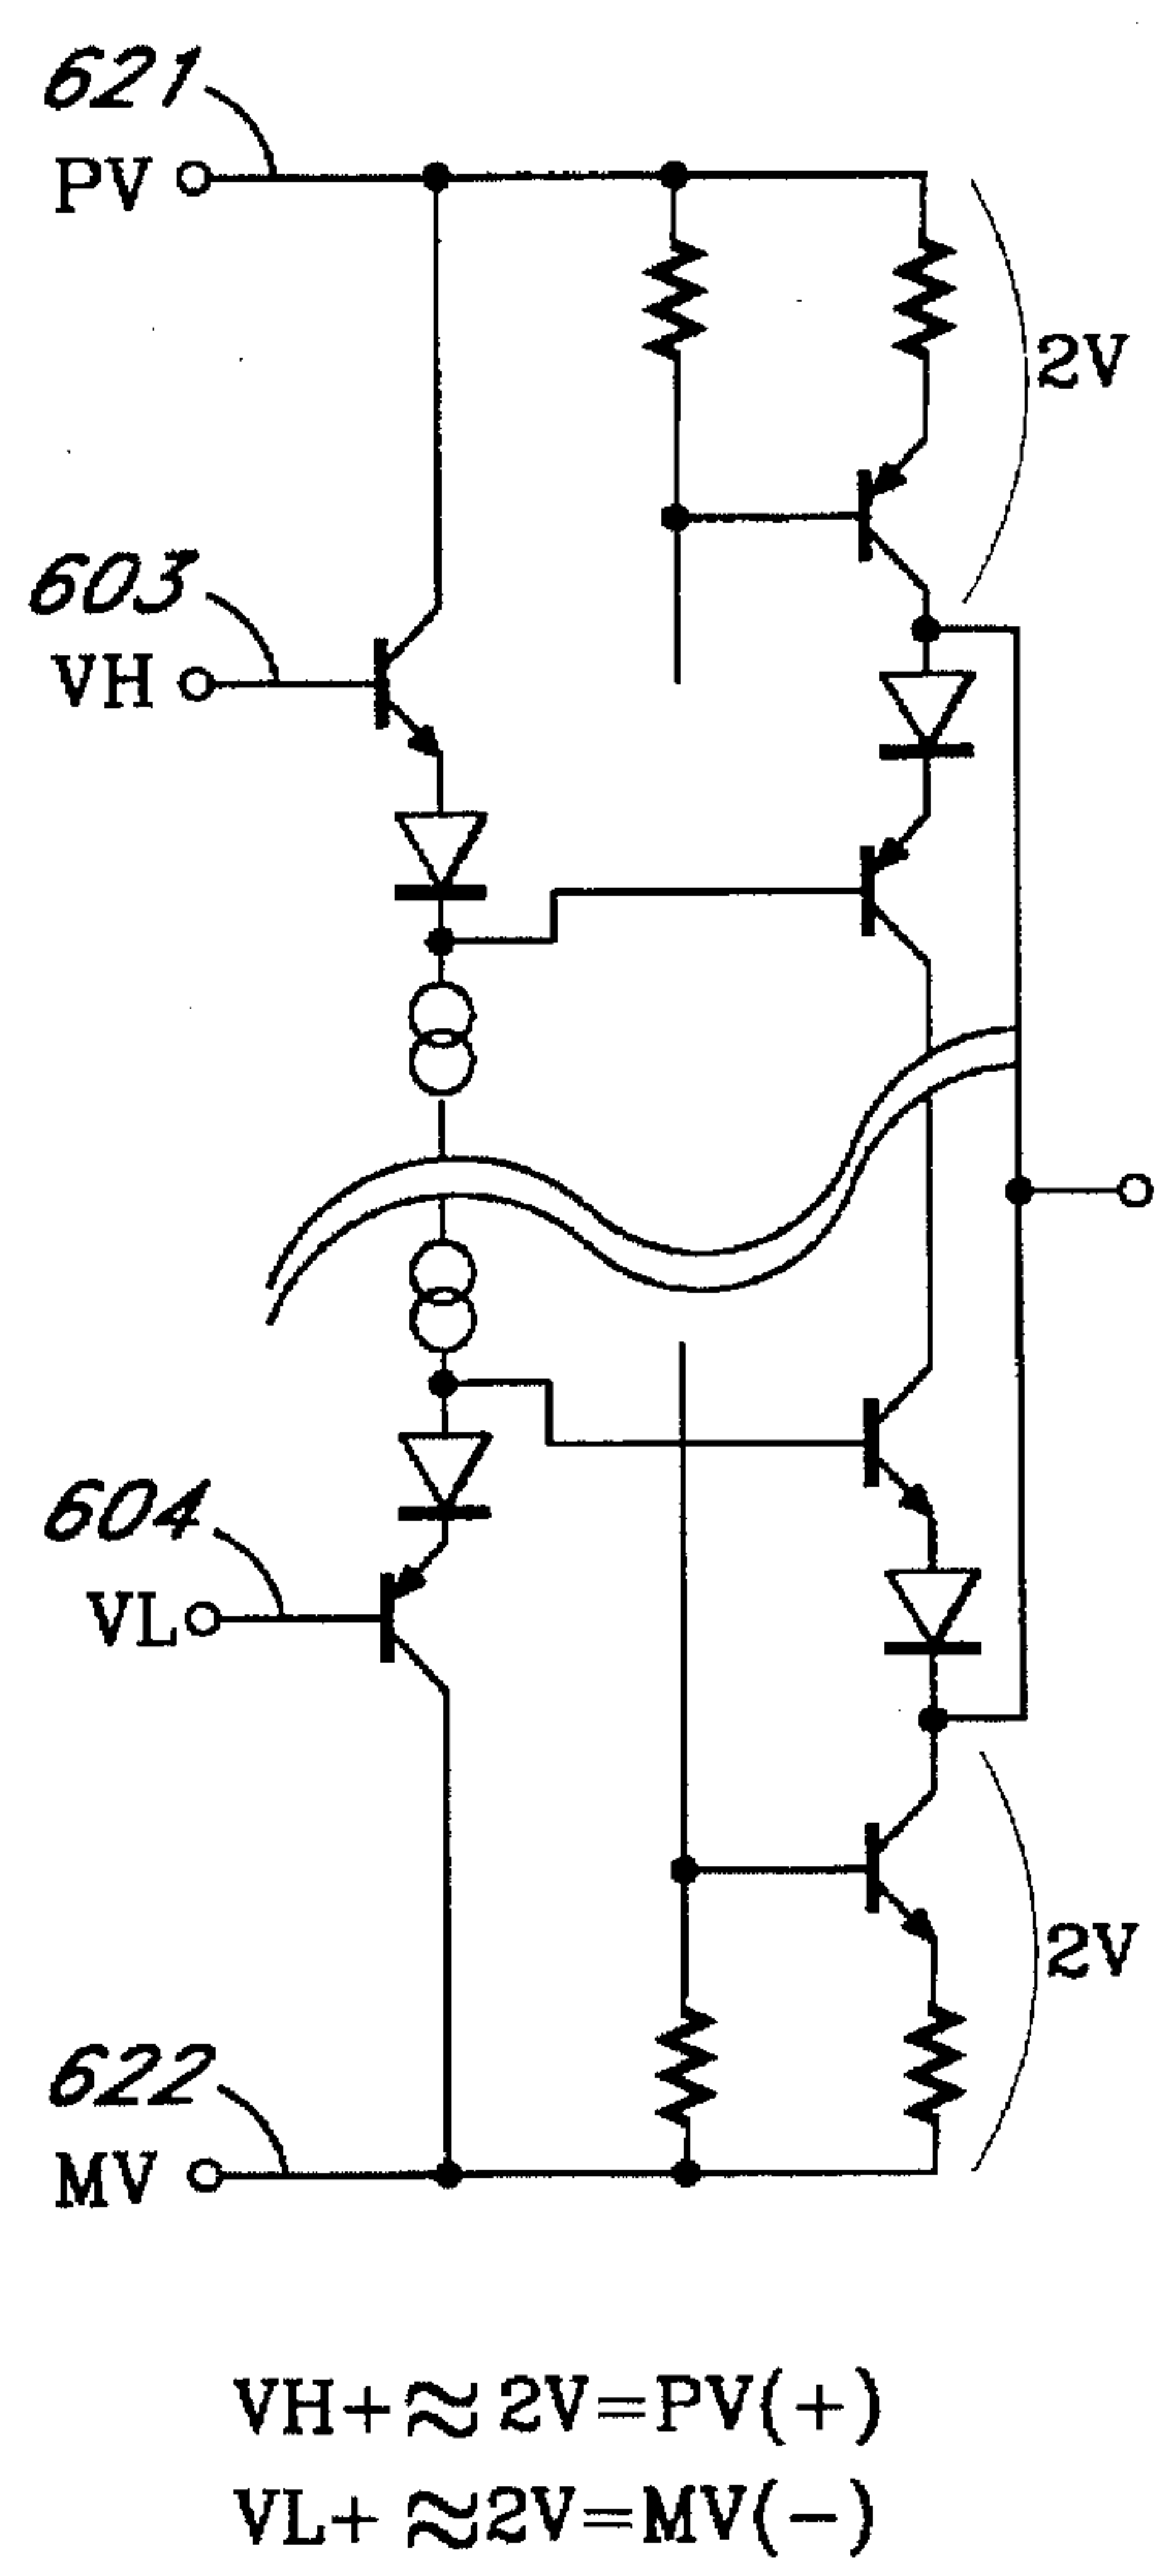 621
PV
2V
603
VH
604
VL
2V
622
MV
VH+≈2V=PV(+)
VL+≈2V=MV(-)